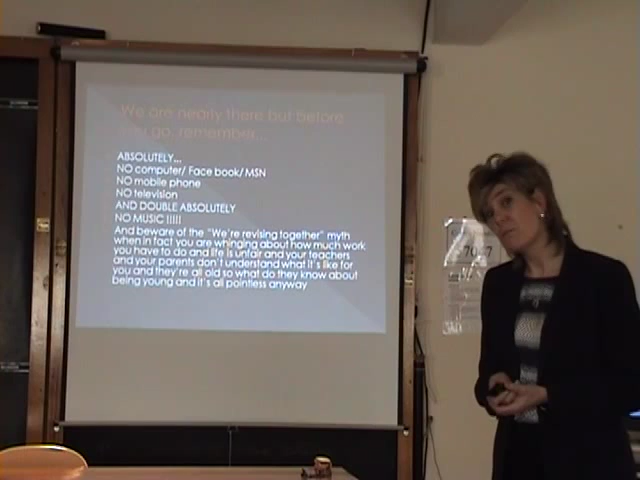 We are nearly there but before
you go, remember...
ABSOLUTELY...
NO computer/ Face book/ MSN
NO mobile phone
NO television
AND DOUBLE ABSOLUTELY
NO MUSIC !!!!!
And beware of the "We're revising together" myth
when in fact you are whinging about how much work
you have to do and life is unfair and your teachers
and your parents don't understand what it's like for
you and they're all old so what do they know about
being young and it's all pointless anyway